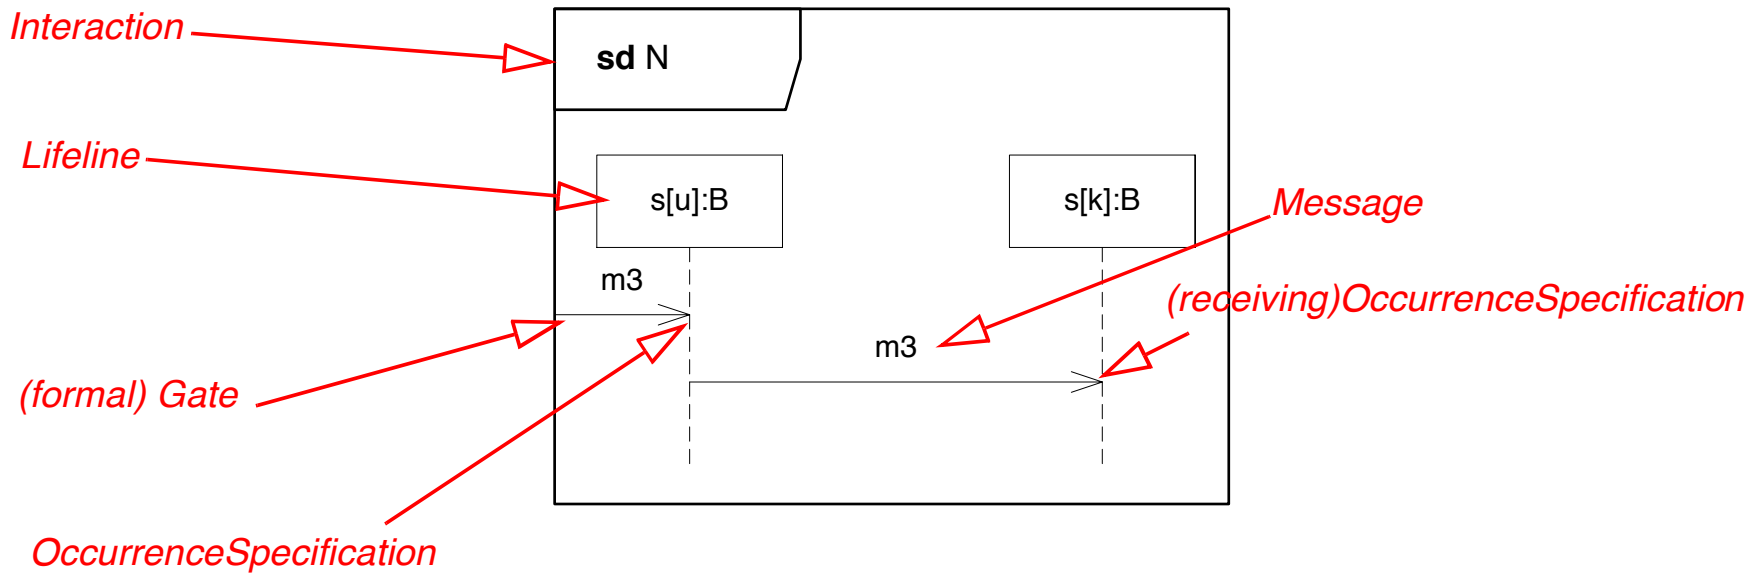 Interaction
sd N
Lifeline
s[u]:B
s[k]:B
Message
m3
(receiving)OccurrenceSpecification
m3
(formal) Gate
OccurrenceSpecification